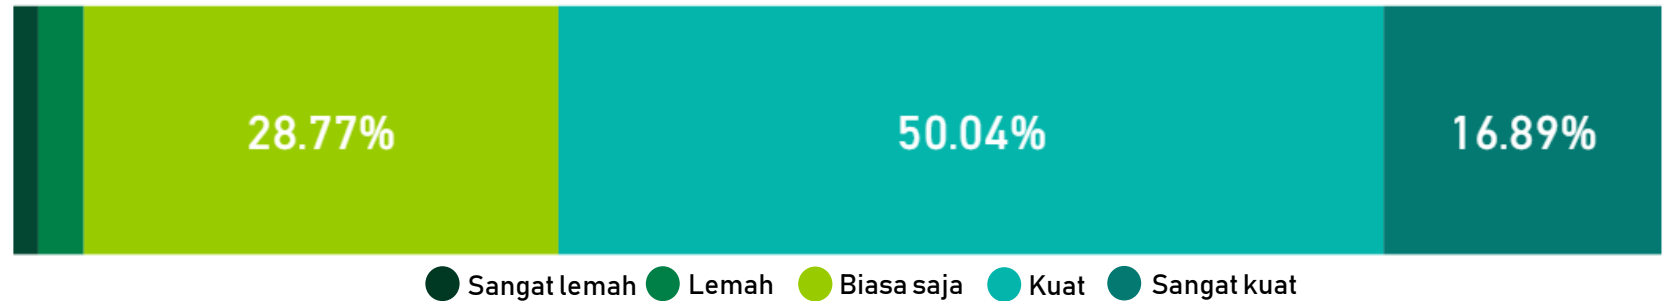 28.77% 50.04% 16.89%
Sangat lemah Lemah Biasa saja Kuat Sangat kuat